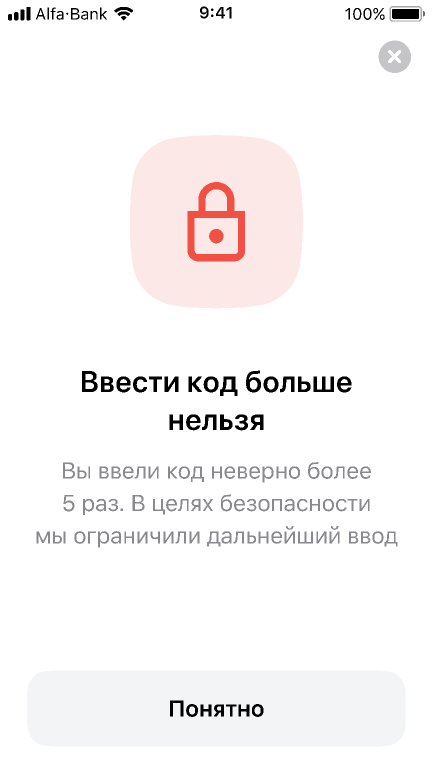 Alfa·Bank 9:41 100%
Ввести код больше
нельзя
Вы ввели код неверно более
5 раз. В целях безопасности
мы ограничили дальнейший ввод
Понятно